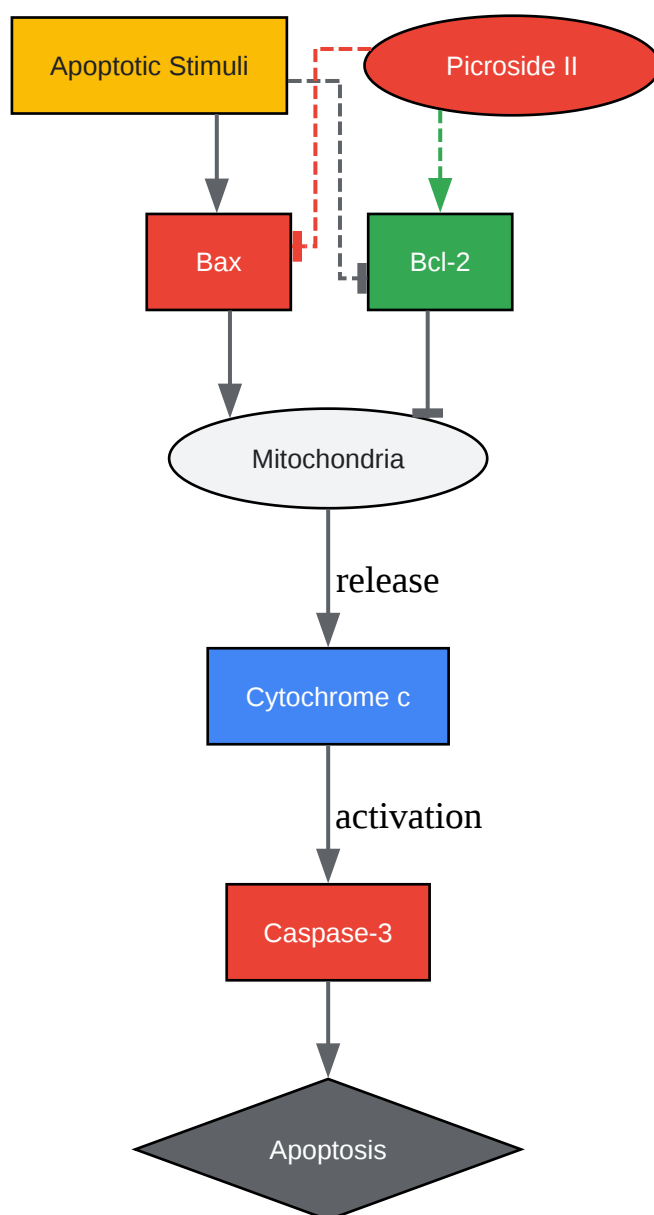 Apoptotic Stimuli
Picroside II
Bax
Bcl-2
Mitochondria
release
Cytochrome c
activation
Caspase-3
Apoptosis